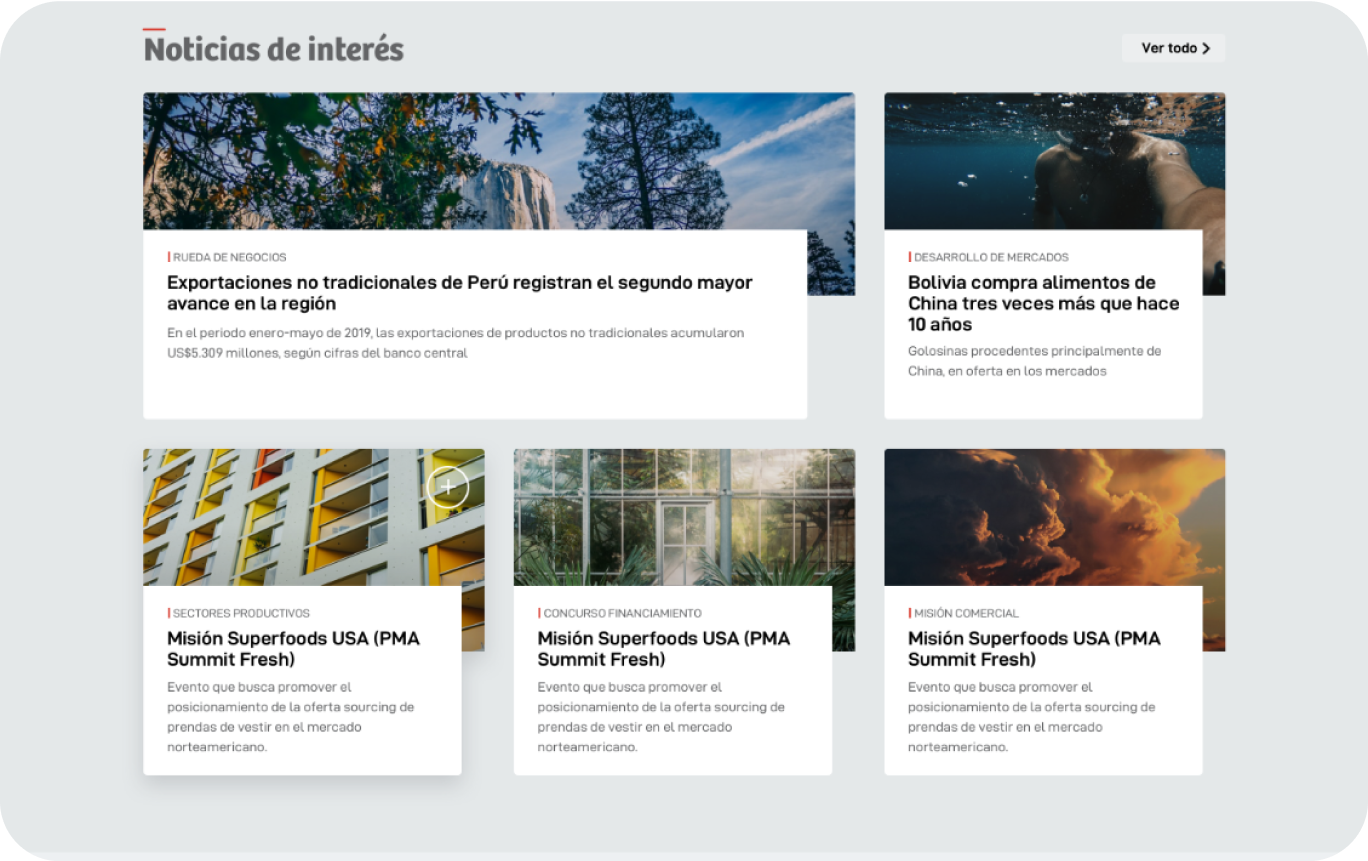 Noticias de interés
Ver todo
RUEDA DE NEGOCIOS
Exportaciones no tradicionales de Perú registran el segundo mayor
avance en la región
En el periodo enero-mayo de 2019, las exportaciones de productos no tradicionales acumularon
US$5.309 millones, según cifras del banco central
DESARROLLO DE MERCADOS
Bolivia compra alimentos de
China tres veces más que hace
10 años
Golosinas procedentes principalmente de
China, en oferta en los mercados
SECTORES PRODUCTIVOS
Misión Superfoods USA (PMA
Summit Fresh)
Evento que busca promover el
posicionamiento de la oferta sourcing de
prendas de vestir en el mercado
norteamericano.
CONCURSO FINANCIAMIENTO
Misión Superfoods USA (PMA
Summit Fresh)
Evento que busca promover el
posicionamiento de la oferta sourcing de
prendas de vestir en el mercado
norteamericano.
MISIÓN COMERCIAL
Misión Superfoods USA (PMA
Summit Fresh)
Evento que busca promover el
posicionamiento de la oferta sourcing de
prendas de vestir en el mercado
norteamericano.